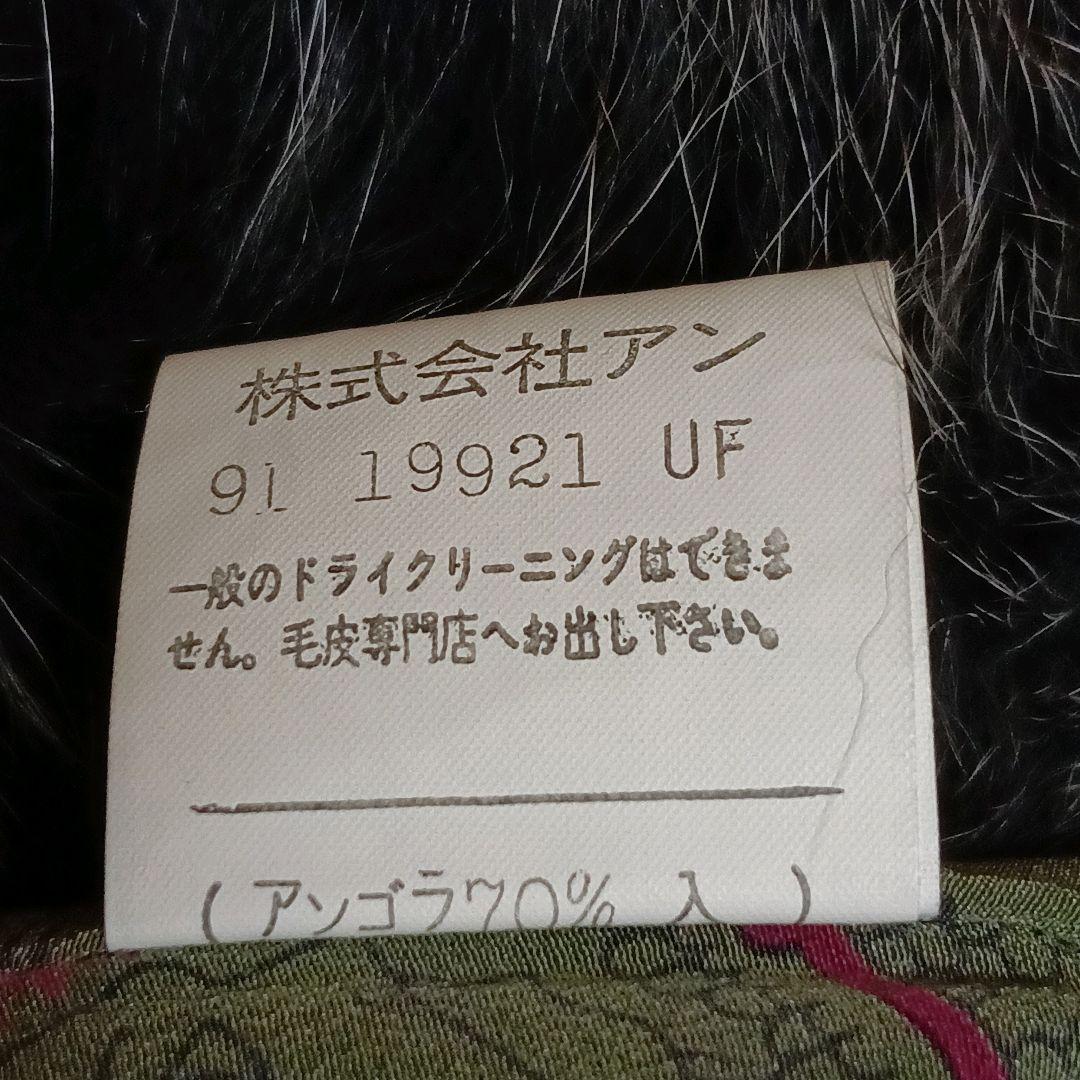 株式会社アン
91 19921 UF
一般のドライクリーニングはできま
せん。毛皮専門店へお出し下さい。
(アンゴラ70%入)